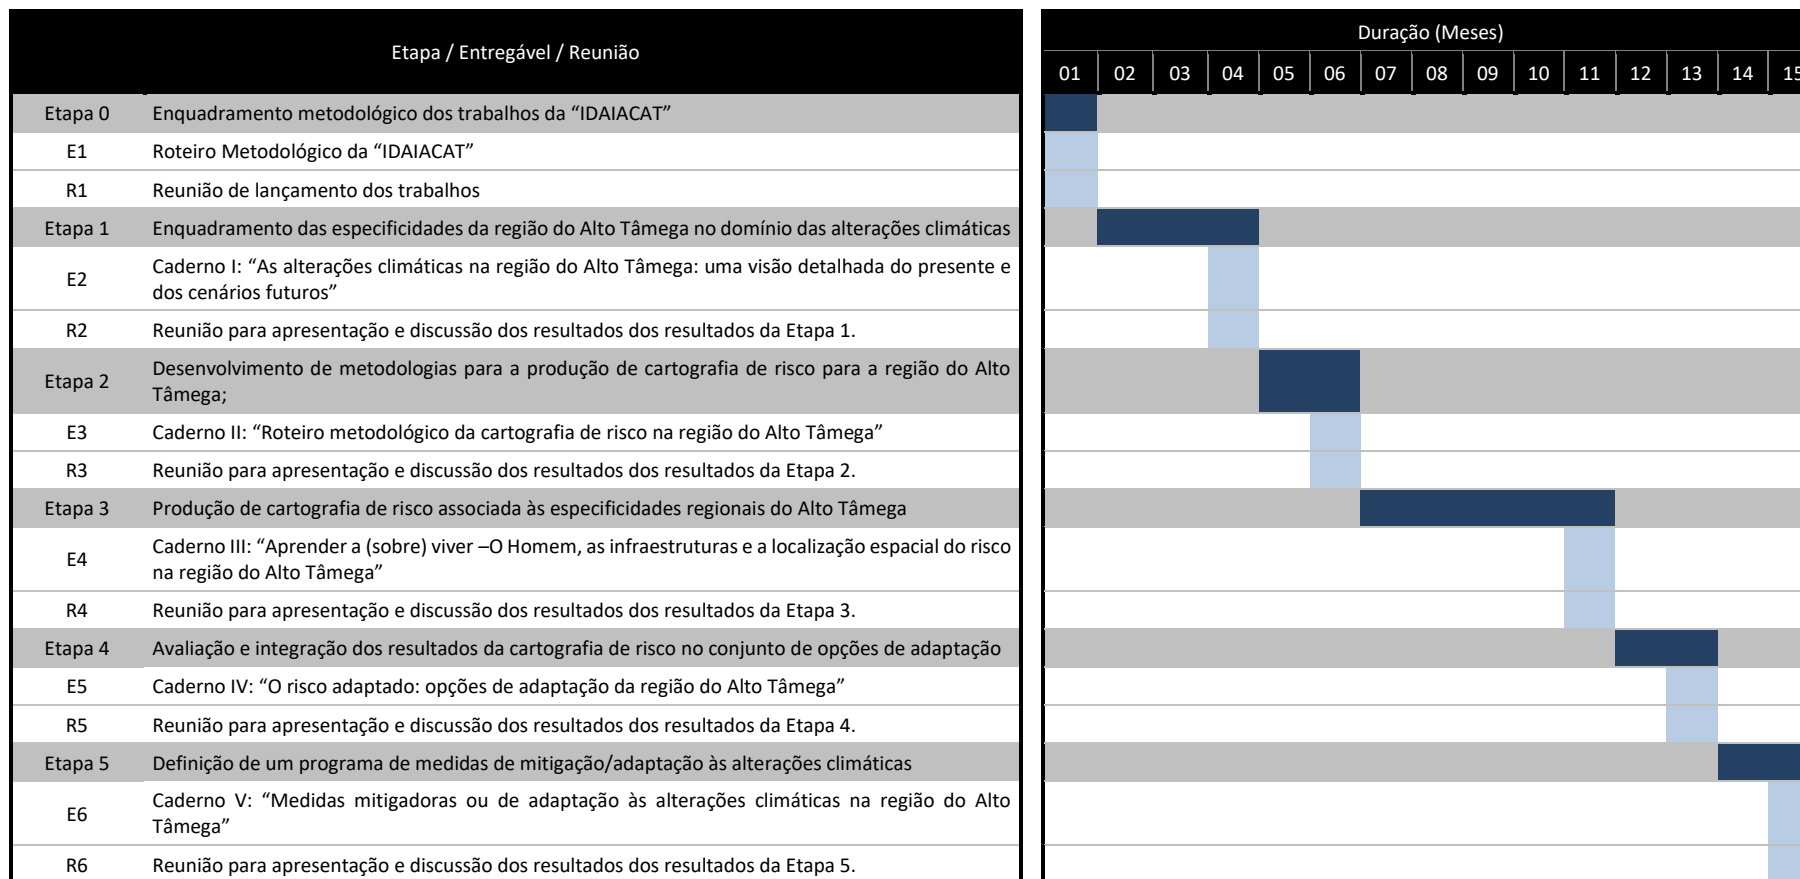 Etapa / Entregável / Reunião
Duração (Meses)
01 02 03 04 05 06 07 08 09 10 11 12 13 14 15
Etapa 0 Enquadramento metodológico dos trabalhos da “IDAIACAT”
E1 Roteiro Metodológico da “IDAIACAT”
R1 Reunião de lançamento dos trabalhos
Etapa 1 Enquadramento das especificidades da região do Alto Tâmega no domínio das alterações climáticas
E2 Caderno I: “As alterações climáticas na região do Alto Tâmega: uma visão detalhada do presente e
dos cenários futuros”
R2 Reunião para apresentação e discussão dos resultados dos resultados da Etapa 1.
Etapa 2 Desenvolvimento de metodologias para a produção de cartografia de risco para a região do Alto
Tâmega;
E3 Caderno II: “Roteiro metodológico da cartografia de risco na região do Alto Tâmega”
R3 Reunião para apresentação e discussão dos resultados dos resultados da Etapa 2.
Etapa 3 Produção de cartografia de risco associada às especificidades regionais do Alto Tâmega
E4 Caderno III: “Aprender a (sobre) viver –O Homem, as infraestruturas e a localização espacial do risco
na região do Alto Tâmega”
R4 Reunião para apresentação e discussão dos resultados dos resultados da Etapa 3.
Etapa 4 Avaliação e integração dos resultados da cartografia de risco no conjunto de opções de adaptação
E5 Caderno IV: “O risco adaptado: opções de adaptação da região do Alto Tâmega”
R5 Reunião para apresentação e discussão dos resultados dos resultados da Etapa 4.
Etapa 5 Definição de um programa de medidas de mitigação/adaptação às alterações climáticas
E6 Caderno V: “Medidas mitigadoras ou de adaptação às alterações climáticas na região do Alto
Tâmega”
R6 Reunião para apresentação e discussão dos resultados dos resultados da Etapa 5.